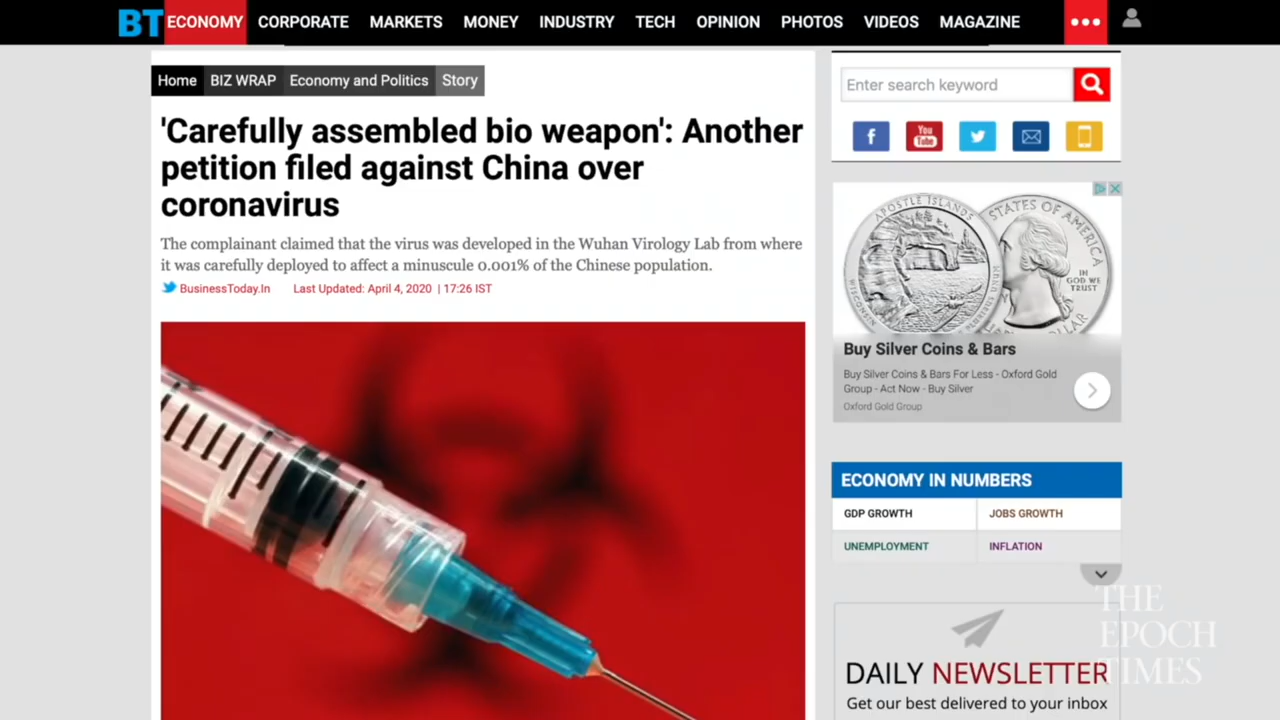 BT ECONOMY CORPORATE MARKETS MONEY INDUSTRY TECH OPINION PHOTOS VIDEOS MAGAZINE
Home BIZ WRAP Economy and Politics Story
'Carefully assembled bio weapon': Another
petition filed against China over
coronavirus
The complainant claimed that the virus was developed in the Wuhan Virology Lab from where
it was carefully deployed to affect a minuscule 0.001% of the Chinese population.
BusinessToday.In Last Updated: April 4, 2020 | 17:26 IST
Enter search keyword
You
Tube
APOSTLE ISLANDS
WISCONSIN
STATES OF AMERICA
IN
GOD WE
TRUST
Buy Silver Coins & Bars
Buy Silver Coins & Bars For Less - Oxford Gold
Group - Act Now - Buy Silver
Oxford Gold Group
ECONOMY IN NUMBERS
GDP GROWTH JOBS GROWTH
UNEMPLOYMENT INFLATION
DAILY NEWSLETTER
Get our best delivered to your inbox
THE
EPOCH
TIMES